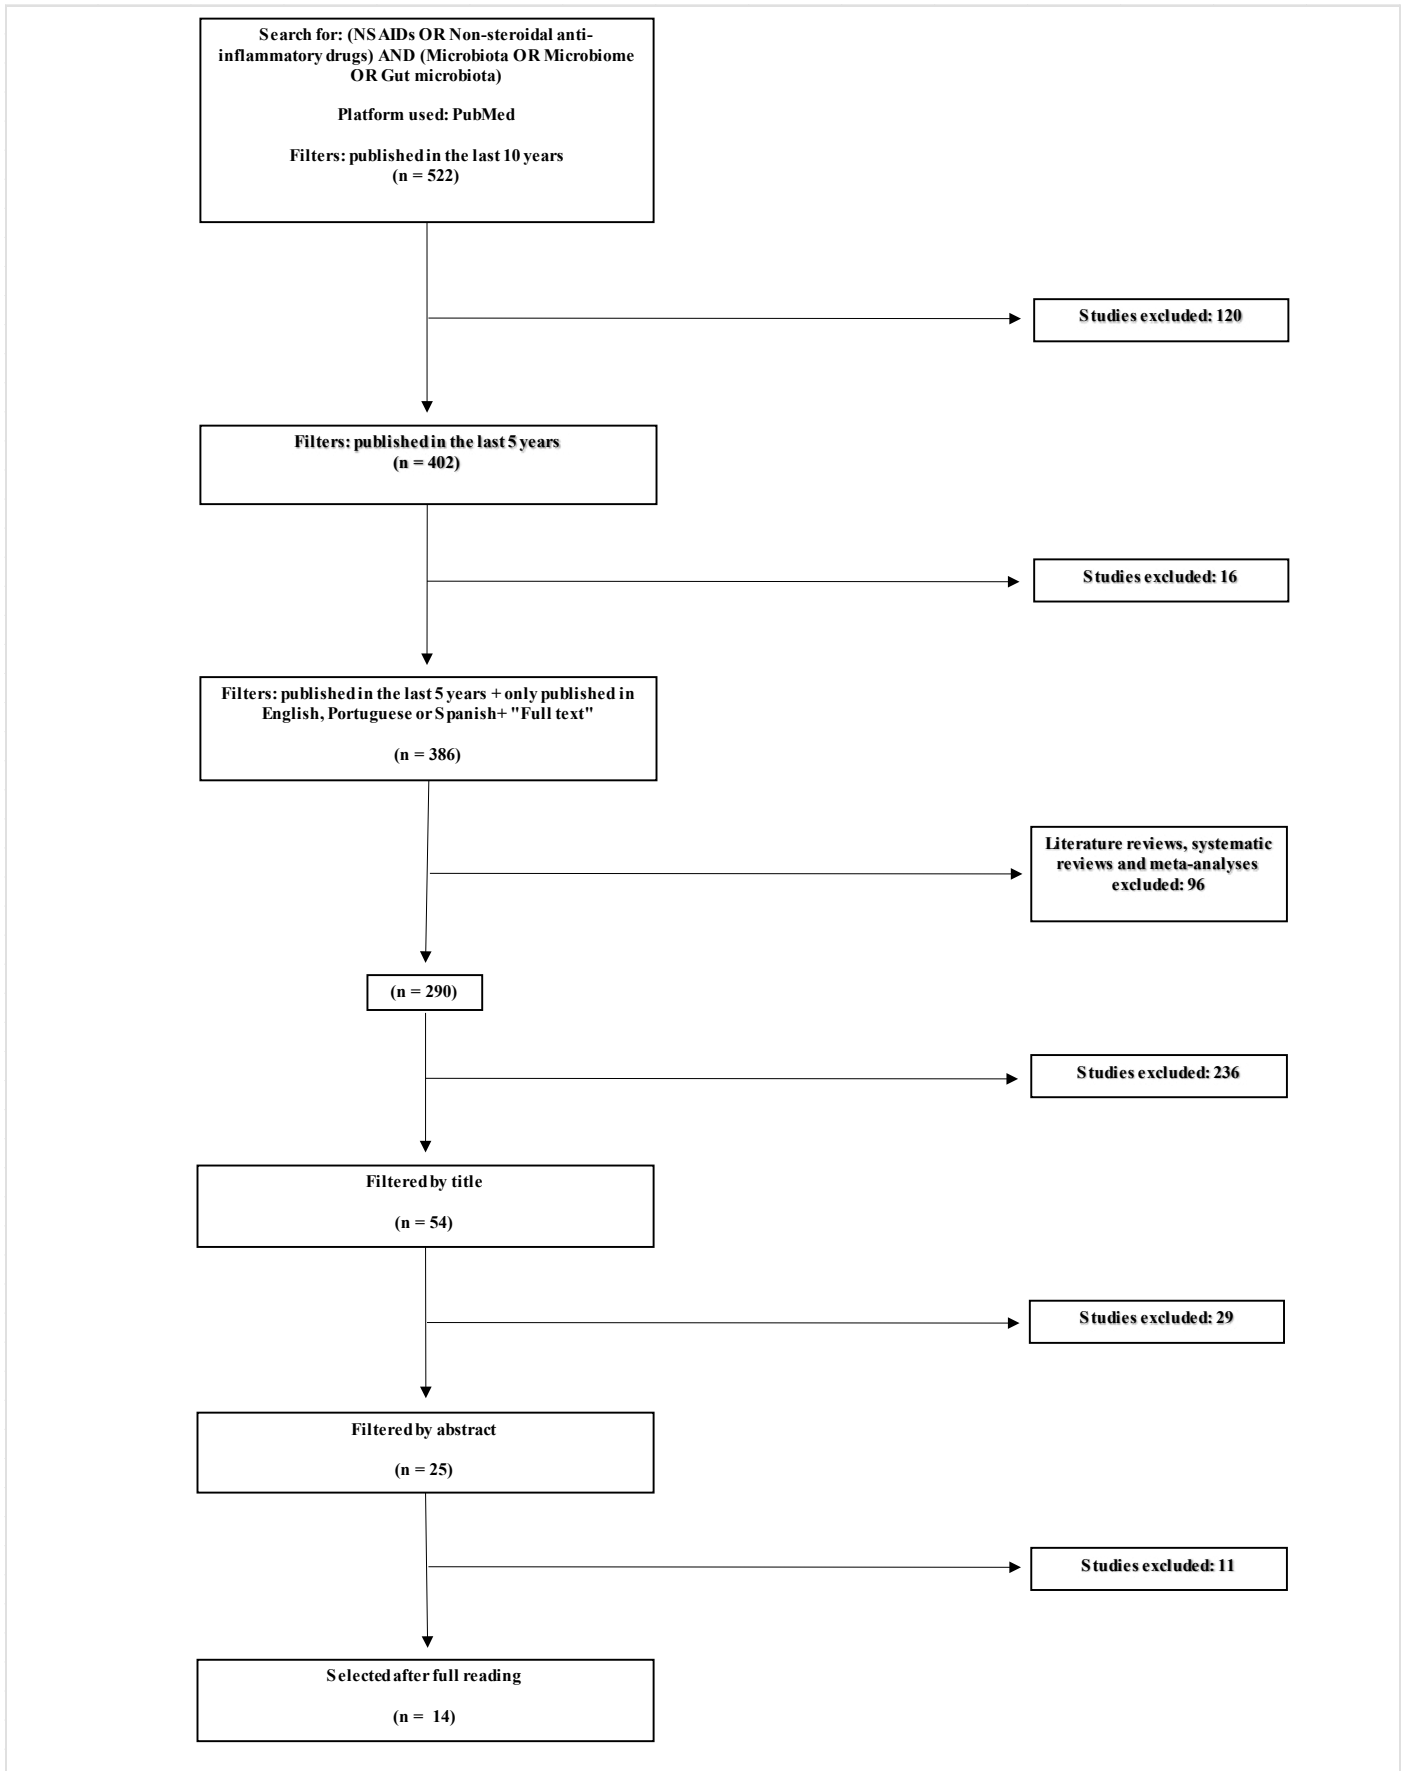 Search for: (NSAIDs OR Non-steroidal anti-
inflammatory drugs) AND (Microbiota OR Microbiome
OR Gut microbiota)
Platform used: PubMed
Filters: published in the last 10 years
(n = 522)
Studies excluded: 120
Filters: published in the last 5 years
(n = 402)
Studies excluded: 16
Filters: published in the last 5 years + only published in
English, Portuguese or Spanish+ "Full text"
(n = 386)
Literature reviews, systematic
reviews and meta-analyses
excluded: 96
(n = 290)
Studies excluded: 236
Filtered by title
(n = 54)
Studies excluded: 29
Filtered by abstract
(n = 25)
Studies excluded: 11
Selected after full reading
(n = 14)